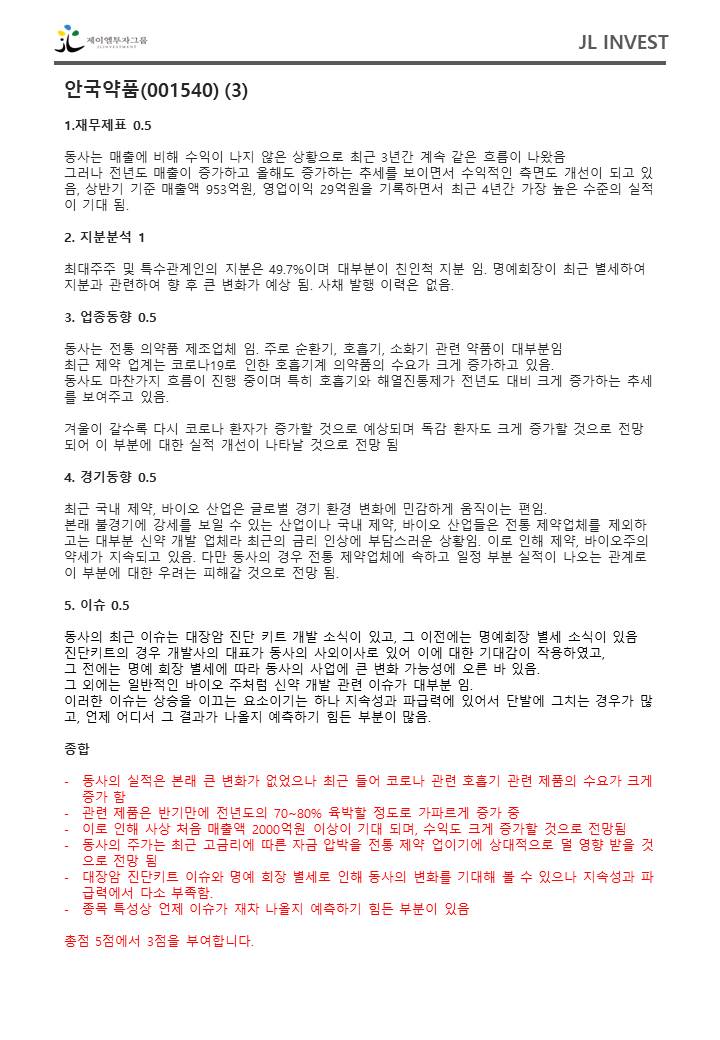 제이엘투자그룹
JLINVESTMENT
JL INVEST
안국약품(001540) (3)
1.재무제표 0.5
동사는 매출에 비해 수익이 나지 않은 상황으로 최근 3년간 계속 같은 흐름이 나왔음
그러나 전년도 매출이 증가하고 올해도 증가하는 추세를 보이면서 수익적인 측면도 개선이 되고 있
음, 상반기 기준 매출액 953억원, 영업이익 29억원을 기록하면서 최근 4년간 가장 높은 수준의 실적
이 기대 됨.
2. 지분분석 1
최대주주 및 특수관계인의 지분은 49.7%이며 대부분이 친인척 지분 임. 명예회장이 최근 별세하여
지분과 관련하여 향 후 큰 변화가 예상 됨. 사채 발행 이력은 없음.
3. 업종동향 0.5
동사는 전통 의약품 제조업체 임. 주로 순환기, 호흡기, 소화기 관련 약품이 대부분임
최근 제약 업계는 코로나19로 인한 호흡기계 의약품의 수요가 크게 증가하고 있음.
동사도 마찬가지 흐름이 진행 중이며 특히 호흡기와 해열진통제가 전년도 대비 크게 증가하는 추세
를 보여주고 있음.
겨울이 갈수록 다시 코로나 환자가 증가할 것으로 예상되며 독감 환자도 크게 증가할 것으로 전망
되어 이 부분에 대한 실적 개선이 나타날 것으로 전망 됨
4. 경기동향 0.5
최근 국내 제약, 바이오 산업은 글로벌 경기 환경 변화에 민감하게 움직이는 편임.
본래 불경기에 강세를 보일 수 있는 산업이나 국내 제약, 바이오 산업들은 전통 제약업체를 제외하
고는 대부분 신약 개발 업체라 최근의 금리 인상에 부담스러운 상황임. 이로 인해 제약, 바이오주의
약세가 지속되고 있음. 다만 동사의 경우 전통 제약업체에 속하고 일정 부분 실적이 나오는 관계로
이 부분에 대한 우려는 피해갈 것으로 전망 됨.
5. 이슈 0.5
동사의 최근 이슈는 대장암 진단 키트 개발 소식이 있고, 그 이전에는 명예회장 별세 소식이 있음
진단키트의 경우 개발사의 대표가 동사의 사외이사로 있어 이에 대한 기대감이 작용하였고,
그 전에는 명예 회장 별세에 따라 동사의 사업에 큰 변화 가능성에 오른 바 있음.
그 외에는 일반적인 바이오 주처럼 신약 개발 관련 이슈가 대부분 임.
이러한 이슈는 상승을 이끄는 요소이기는 하나 지속성과 파급력에 있어서 단발에 그치는 경우가 많
고, 언제 어디서 그 결과가 나올지 예측하기 힘든 부분이 많음.
종합
- 동사의 실적은 본래 큰 변화가 없었으나 최근 들어 코로나 관련 호흡기 관련 제품의 수요가 크게
증가 함
- 관련 제품은 반기만에 전년도의 70~80% 육박할 정도로 가파르게 증가 중
- 이로 인해 사상 처음 매출액 2000억원 이상이 기대 되며, 수익도 크게 증가할 것으로 전망됨
- 동사의 주가는 최근 고금리에 따른 자금 압박을 전통 제약 업이기에 상대적으로 덜 영향 받을 것
으로 전망 됨
- 대장암 진단키트 이슈와 명예 회장 별세로 인해 동사의 변화를 기대해 볼 수 있으나 지속성과 파
급력에서 다소 부족함.
- 종목 특성상 언제 이슈가 재차 나올지 예측하기 힘든 부분이 있음
총점 5점에서 3점을 부여합니다.